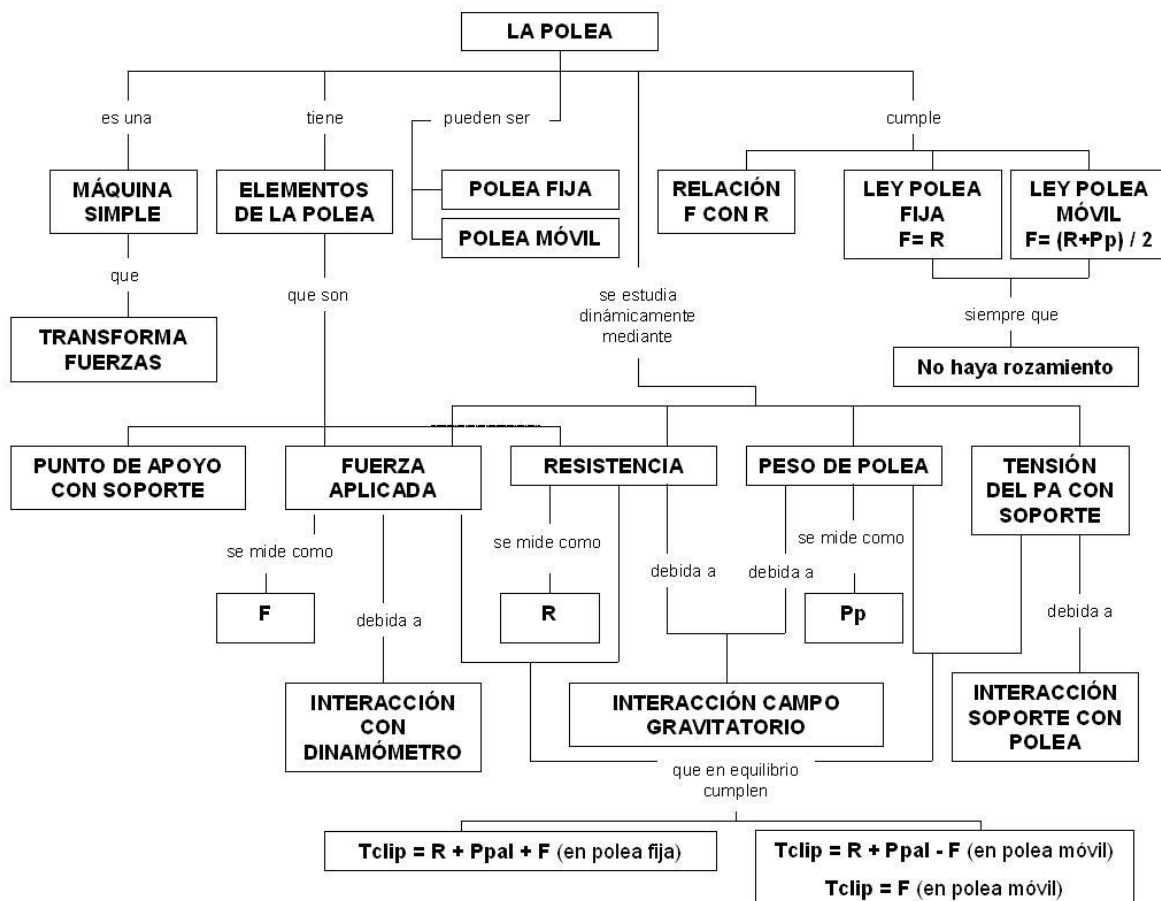 LA POLEA
es una
tiene
pueden ser
cumple
MÁQUINA
SIMPLE
ELEMENTOS
DE LA POLEA
POLEA FIJA
POLEA MÓVIL
RELACIÓN
F CON R
LEY POLEA
FIJA
F= R
LEY POLEA
MÓVIL
F= (R+Pp) / 2
que
que son
se estudia
dinámicamente
mediante
siempre que
TRANSFORMA
FUERZAS
No haya rozamiento
PUNTO DE APOYO
CON SOPORTE
FUERZA
APLICADA
RESISTENCIA
PESO DE POLEA
TENSIÓN
DEL PA CON
SOPORTE
se mide como
se mide como
se mide como
debida a
debida a
F
debida a
R
Pp
debida a
INTERACCIÓN
CON
DINAMÓMETRO
INTERACCIÓN CAMPO
GRAVITATORIO
INTERACCIÓN
SOPORTE CON
POLEA
que en equilibrio
cumplen
Tclip = R + Ppal + F (en polea fija)
Tclip = R + Ppal - F (en polea móvil)
Tclip = F (en polea móvil)